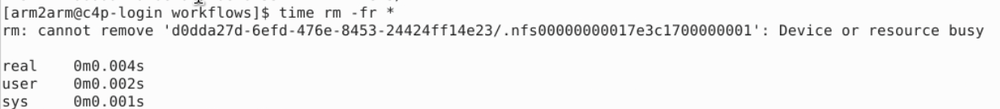 [arm2arm@c4p-login workflows]$ time rm -fr *
rm: cannot remove 'd0dda27d-6efd-476e-8453-24424ff14e23/.nfs00000000017e3c1700000001': Device or resource busy
real	0m0.004s
user	0m0.002s
sys	0m0.001s